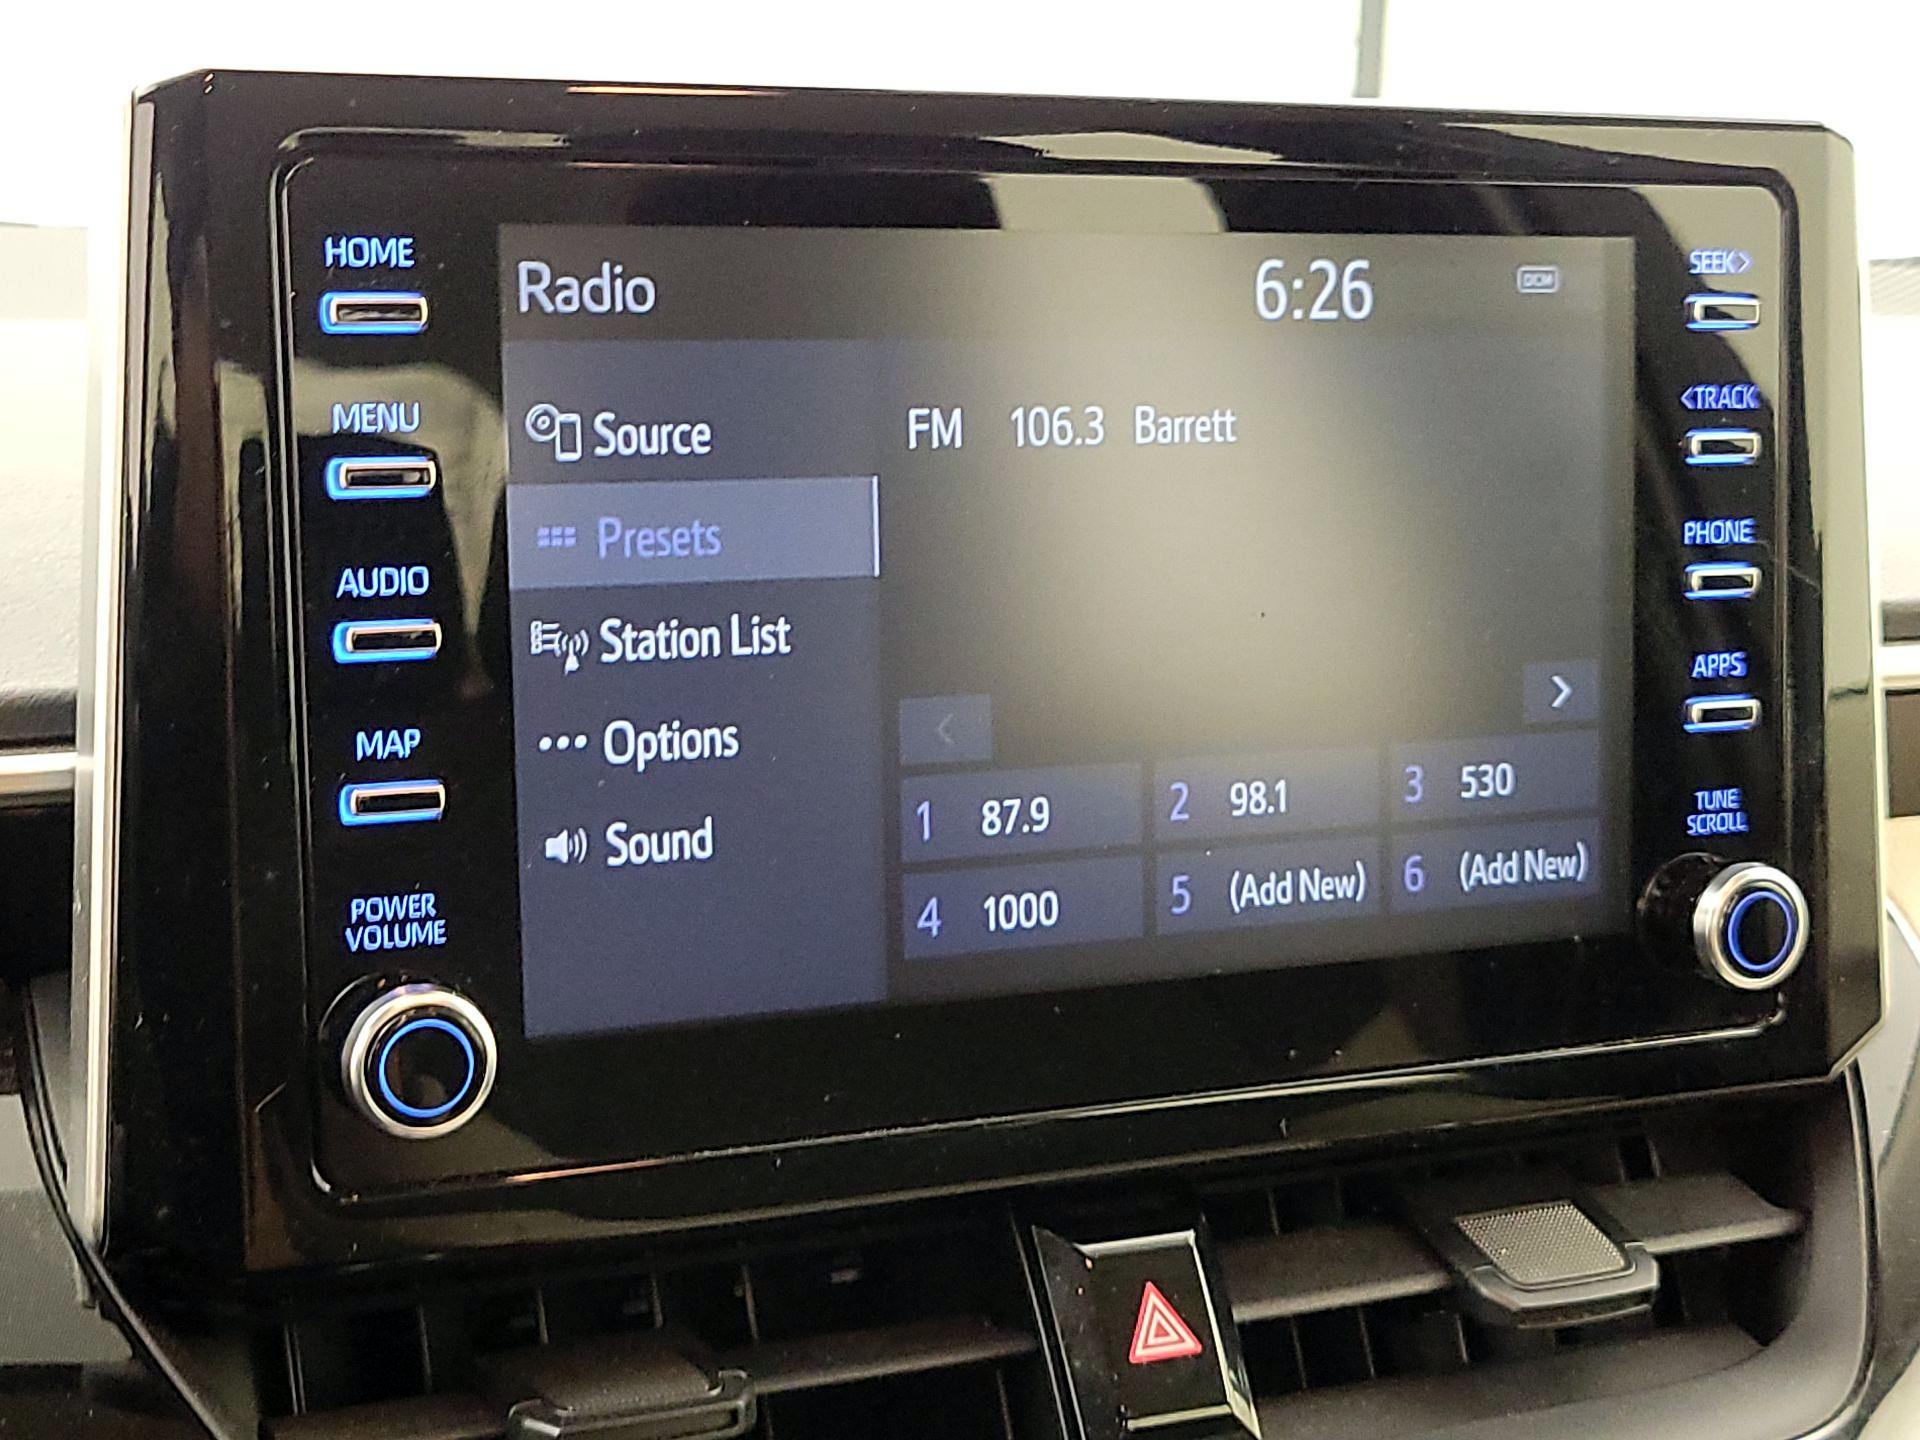 HOME
MENU
AUDIO
MAP
POWER
VOLUME
Radio
6:26
DCM
Source
Presets
Station List
Options
Sound
FM 106.3 Barrett
<
>
1 87.9
2 98.1
3 530
4 1000
5 (Add New)
6 (Add New)
SEEK>
<TRACK
PHONE
APPS
TUNE
SCROLL